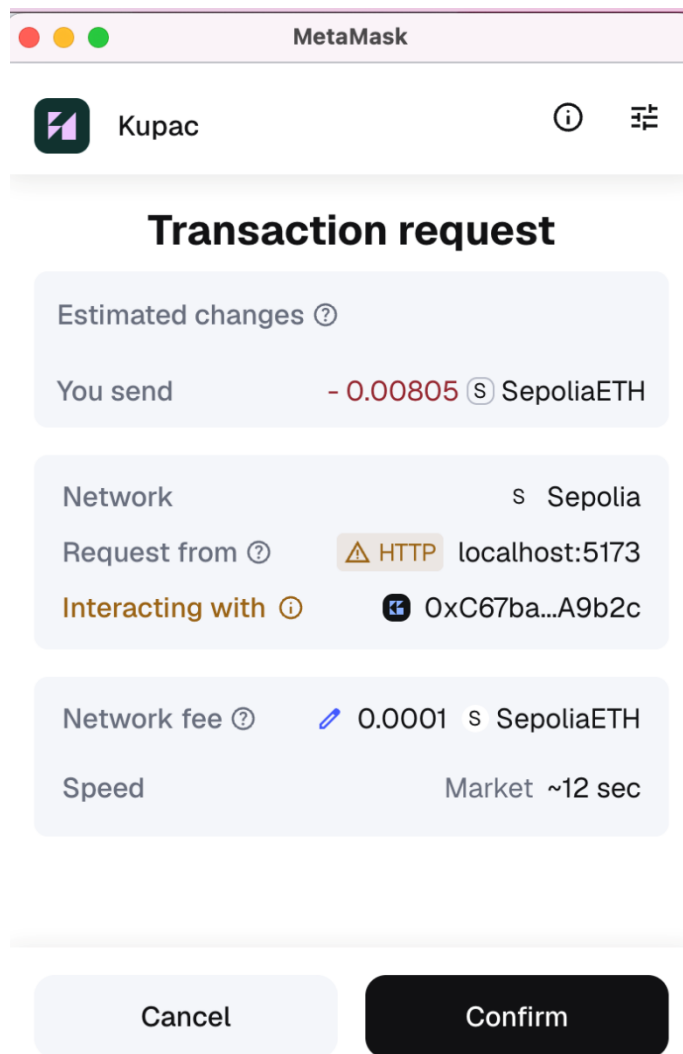 MetaMask
Kupac
Transaction request
Estimated changes
You send - 0.00805 S SepoliaETH
Network S Sepolia
Request from HTTP localhost:5173
Interacting with 0xC67ba...A9b2c
Network fee 0.0001 S SepoliaETH
Speed Market ~12 sec
Cancel Confirm